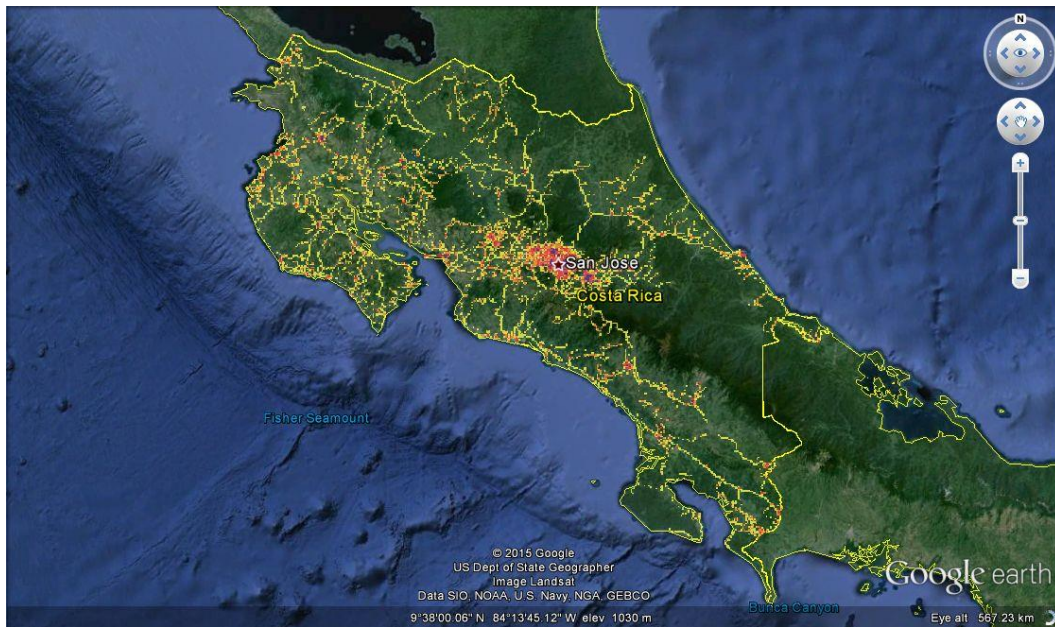 N
San Jose
Costa Rica
Fisher Seamount
© 2015 Google
US Dept of State Geographer
Image Landsat
Data SIO, NOAA, U.S. Navy, NGA, GEBCO
Google earth
Burica Canyon
9°38'00.06" N 84°13'45.12" W elev 1030 m
Eye alt 567.23 km